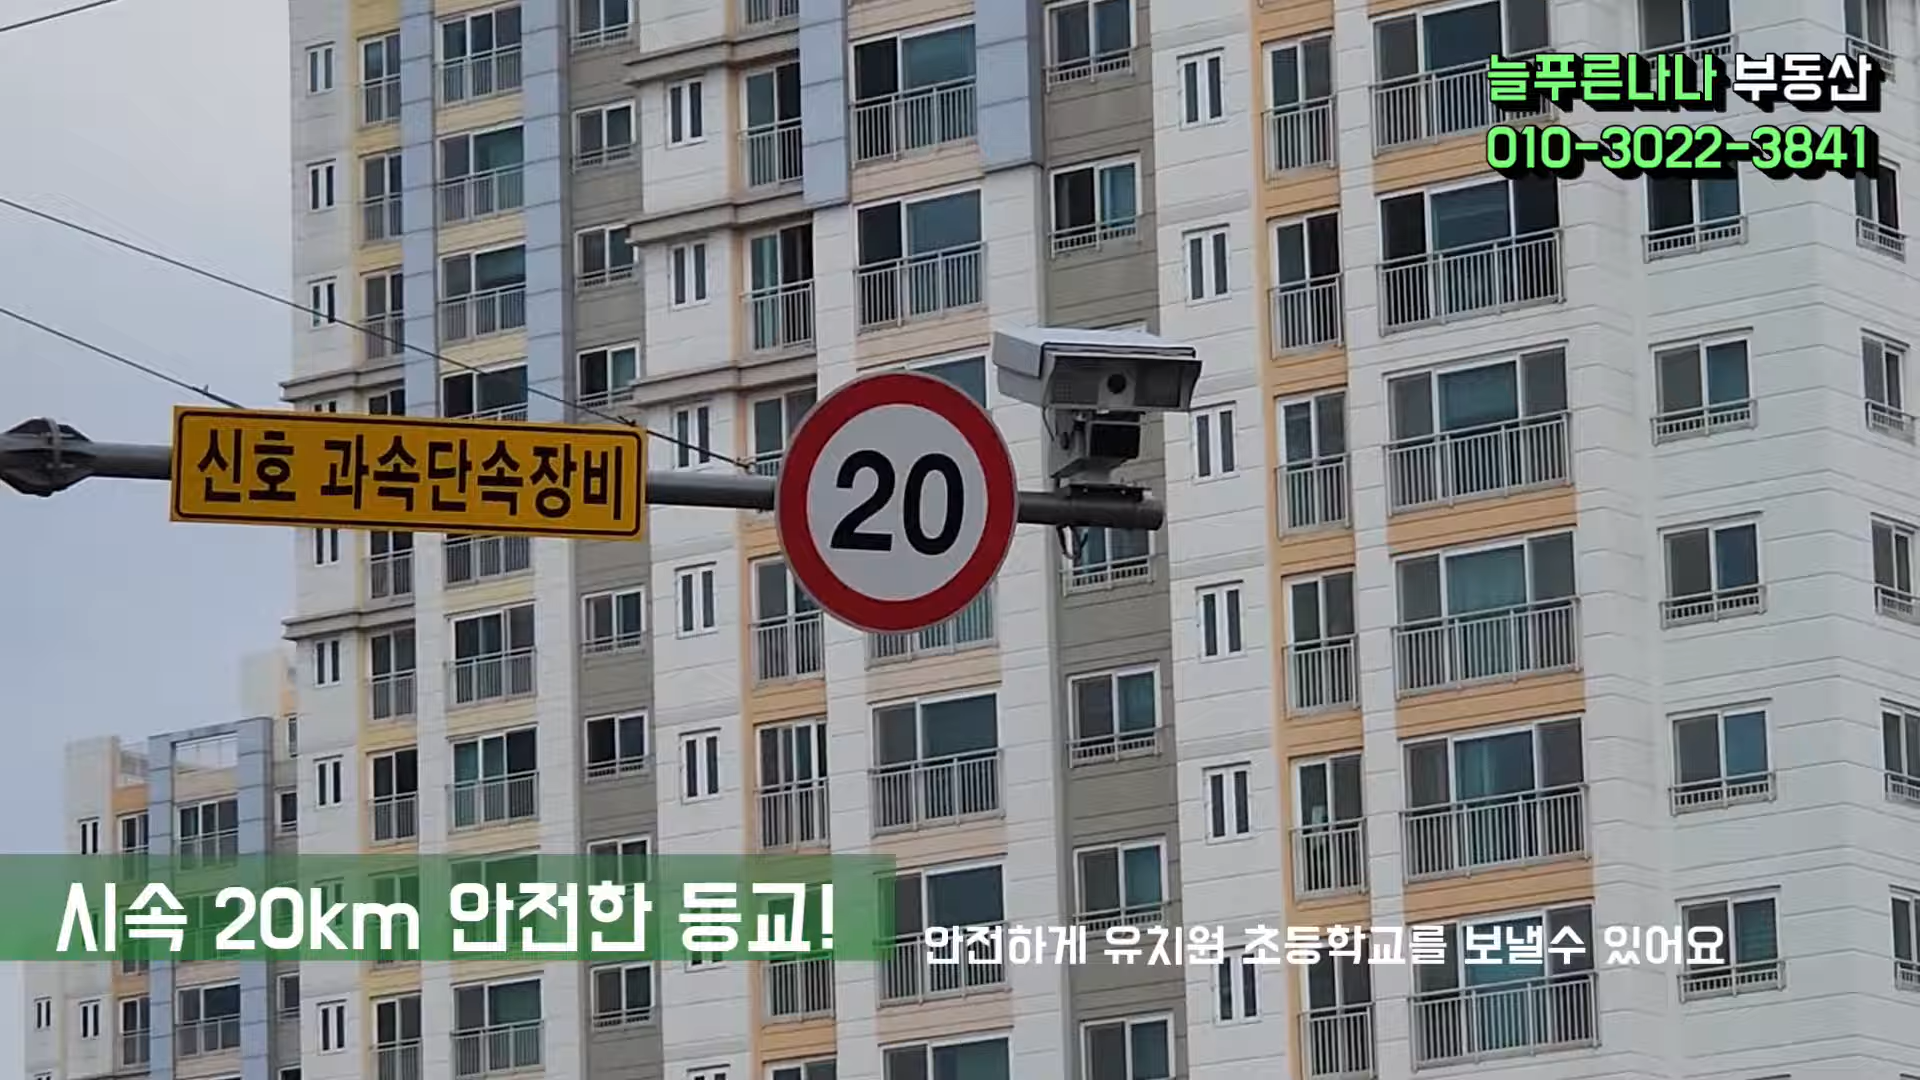 늘푸른나나 부동산
010-3022-3841
신호 과속단속장비
20
시속 20km 안전한 등교!
안전하게 유치원 초등학교를 보낼수 있어요